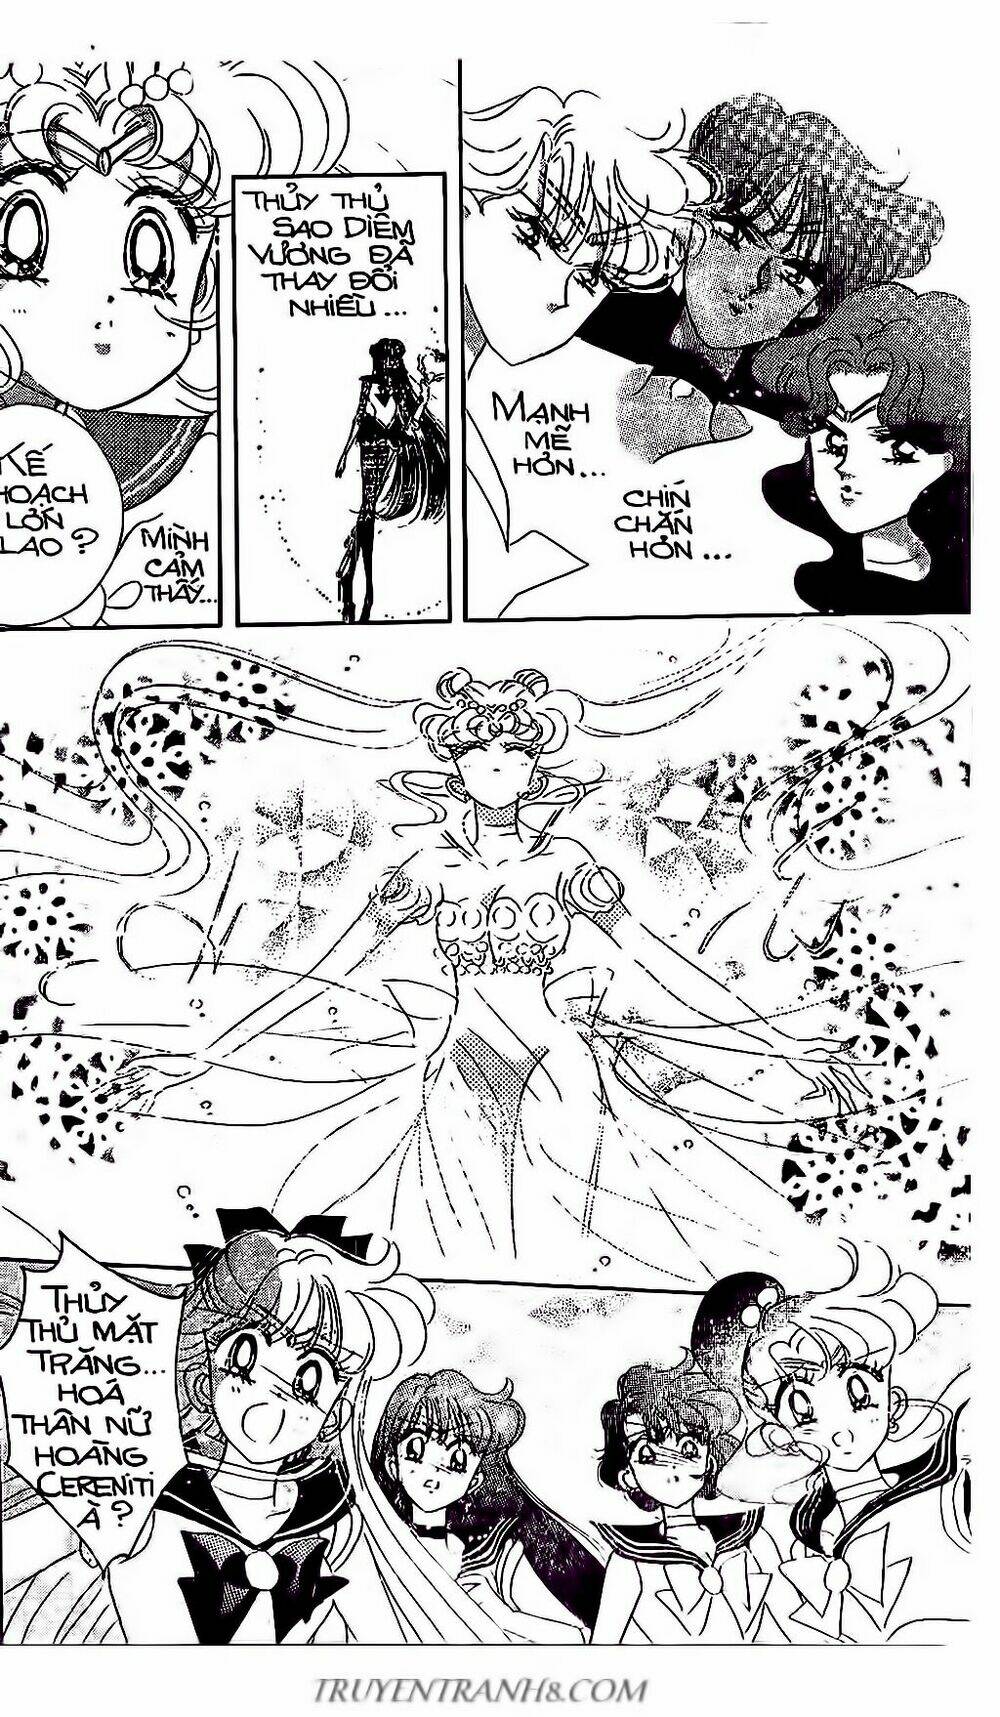 KẾ
HOẠCH
LỚN
LAO?
MÌNH
CẢM
THẤY...
THỦY THỦ
SAO DIÊM
VƯƠNG ĐÃ
THAY ĐỔI
NHIỀU...
MẠNH
MẼ
HƠN...
CHÍN
CHẮN
HƠN...
THỦY
THỦ MẶT
TRĂNG...
HOÁ
THÂN NỮ
HOÀNG
CERENITI
À?
TRUYENTRANH8.COM